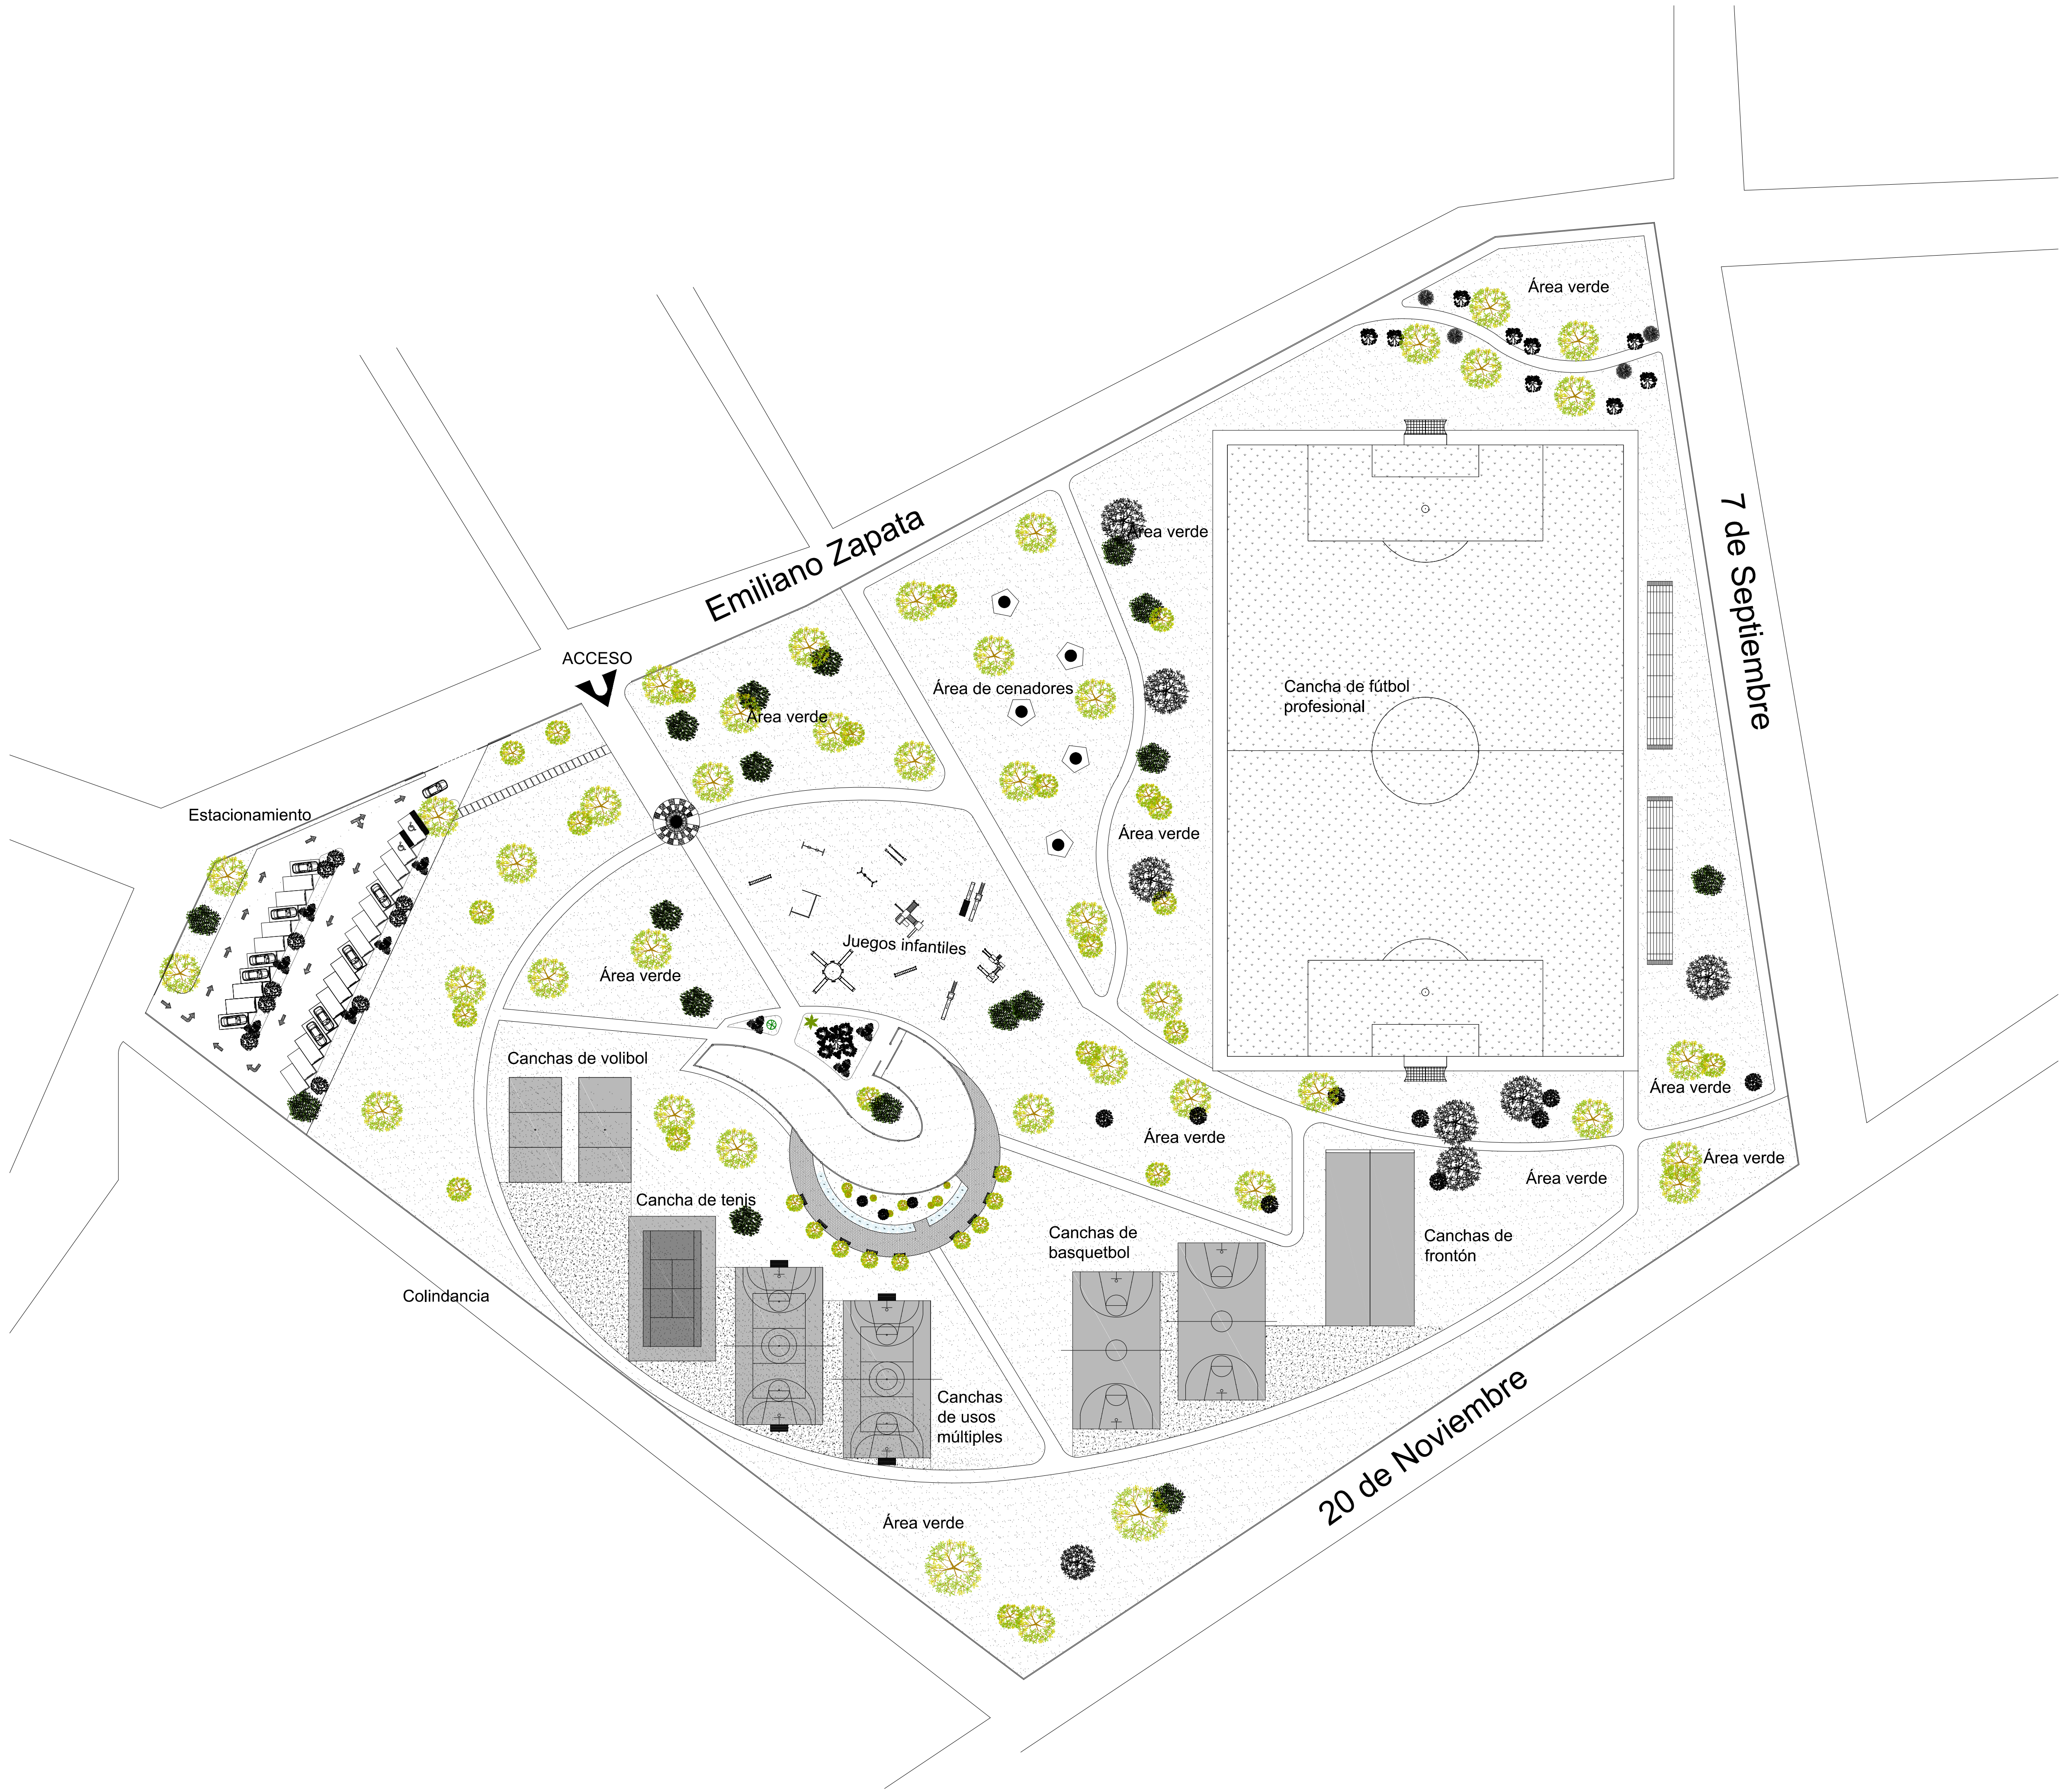 Área verde
7 de Septiembre
Emiliano Zapata
Área verde
ACCESO
Área de cenadores
Cancha de fútbol
profesional
Área verde
Estacionamiento
Área verde
Juegos infantiles
Área verde
Canchas de volibol
Área verde
Área verde
Área verde
Área verde
Cancha de tenis
Canchas de
basquetbol
Canchas de
frontón
Colindancia
Canchas
de usos
múltiples
20 de Noviembre
Área verde